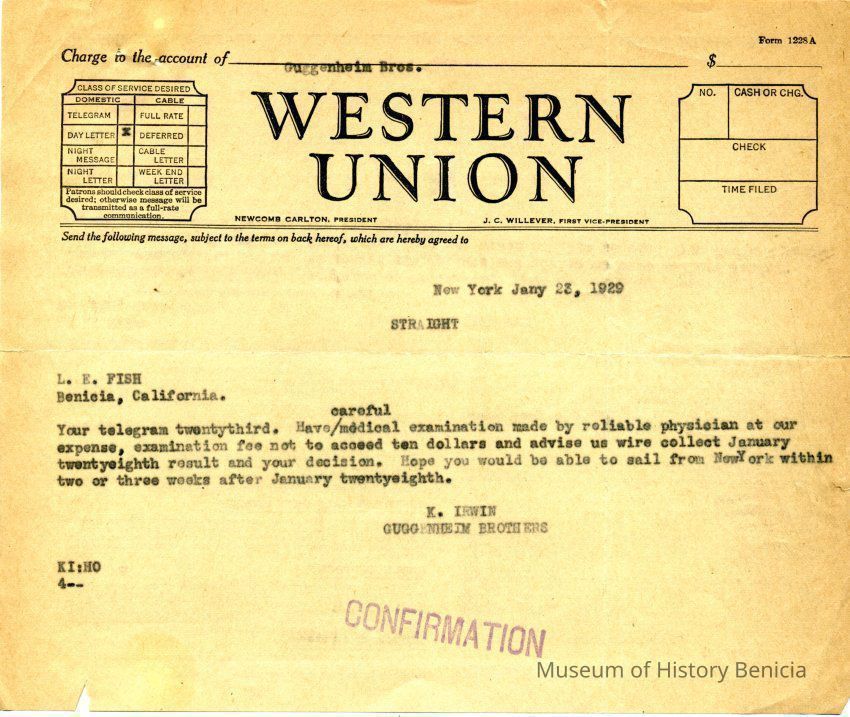 Form 1228A
Charge to the account of Guggenheim Bros. $
CLASS OF SERVICE DESIRED
DOMESTIC CABLE
TELEGRAM FULL RATE
DAY LETTER X DEFERRED
NIGHT MESSAGE CABLE LETTER
NIGHT LETTER WEEK END LETTER
Patrons should check class of service
desired; otherwise message will be
transmitted as a full-rate
communication.
WESTERN
UNION
NEWCOMB CARLTON, PRESIDENT J. C. WILLEVER, FIRST VICE-PRESIDENT
NO. CASH OR CHG.
CHECK
TIME FILED
Send the following message, subject to the terms on back hereof, which are hereby agreed to
New York Jany 23, 1929
STRAIGHT
L. E. FISH
Benicia, California.
careful
Your telegram twentythird. Have/medical examination made by reliable physician at our
expense, examination fee not to acceed ten dollars and advise us wire collect January
twentyeighth result and your decision. Hope you would be able to sail from NewYork within
two or three weeks after January twentyeighth.
K. IRWIN
GUGGENHEIM BROTHERS
KI:HO
4--
CONFIRMATION
Museum of History Benicia